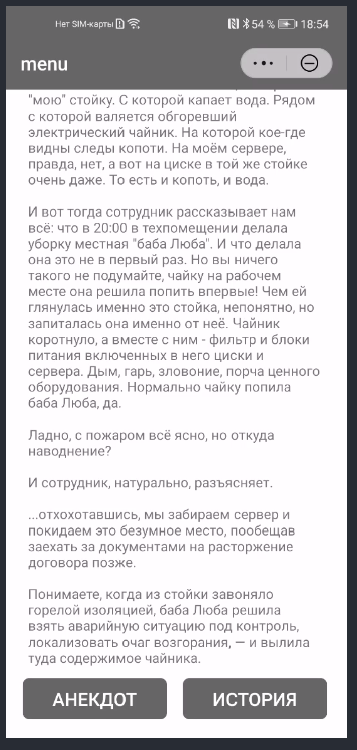 Нет SIM-карты 54 % 18:54
menu
"мою" стойку. С которой капает вода. Рядом
с которой валяется обгоревший
электрический чайник. На которой кое-где
видны следы копоти. На моём сервере,
правда, нет, а вот на циске в той же стойке
очень даже. То есть и копоть, и вода.
И вот тогда сотрудник рассказывает нам
всё: что в 20:00 в техпомещении делала
уборку местная "баба Люба". И что делала
она это не в первый раз. Но вы ничего
такого не подумайте, чайку на рабочем
месте она решила попить впервые! Чем ей
глянулась именно это стойка, непонятно, но
запиталась она именно от неё. Чайник
коротнуло, а вместе с ним - фильтр и блоки
питания включенных в него циски и
сервера. Дым, гарь, зловоние, порча ценного
оборудования. Нормально чайку попила
баба Люба, да.
Ладно, с пожаром всё ясно, но откуда
наводнение?
И сотрудник, натурально, разъясняет.
...отхохотавшись, мы забираем сервер и
покидаем это безумное место, пообещав
заехать за документами на расторжение
договора позже.
Понимаете, когда из стойки завоняло
горелой изоляцией, баба Люба решила
взять аварийную ситуацию под контроль,
локализовать очаг возгорания, — и вылила
туда содержимое чайника.
АНЕКДОТ ИСТОРИЯ